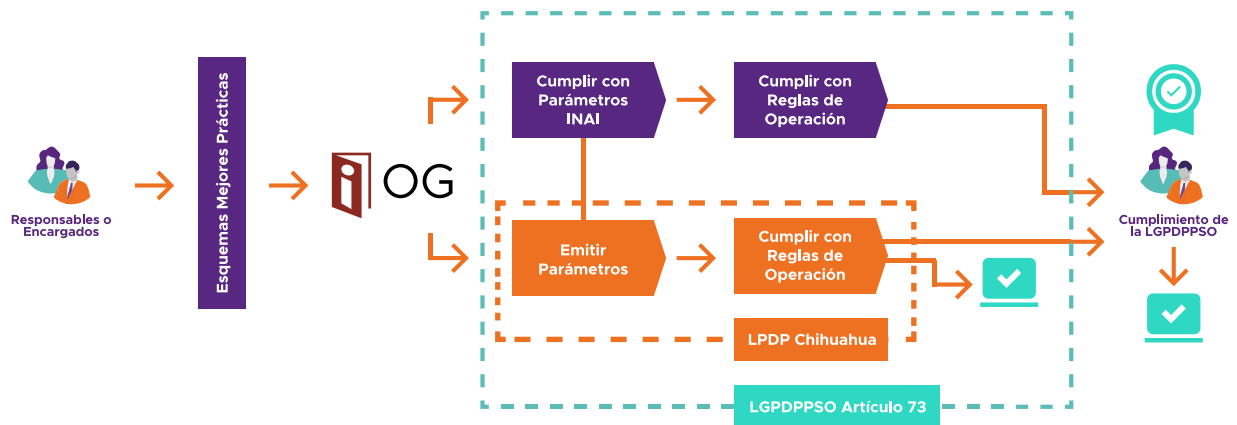 Responsables o
Encargados
Esquemas Mejores Prácticas
i OG
Cumplir con
Parámetros
INAI
Cumplir con
Reglas de
Operación
Emitir
Parámetros
Cumplir con
Reglas de
Operación
LPDP Chihuahua
LGPDPPSO Artículo 73
Cumplimiento de
la LGPDPPSO